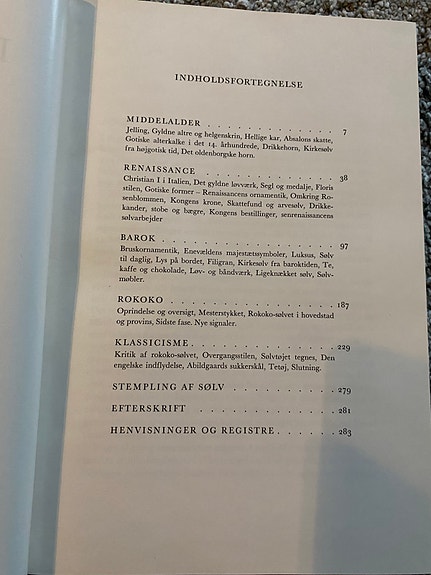 INDHOLDSFORTEGNELSE
MIDDELALDER . . . . . . . . . . . . 7
Jelling, Gyldne altre og helgenskrin, Hellige kar, Absalons skatte,
Gotiske alterkalke i det 14. århundrede, Drikkehorn, Kirkesølv
fra højgotisk tid, Det oldenborgske horn.
RENAISSANCE . . . . . . . . . . . . 38
Christian I i Italien, Det gyldne løvværk, Segl og medalje, Floris
stilen, Gotiske former – Renaissancens ornamentik, Omkring Ro-
senblommen, Kongens krone, Skattefund og arvesølv, Drikke-
kander, stobe og bægre, Kongens bestillinger, senrenaissancens
sølvarbejder
BAROK . . . . . . . . . . . . . . 97
Bruskornamentik, Enevældens majestætssymboler, Luksus, Sølv
til daglig, Lys på bordet, Filigran, Kirkesølv fra baroktiden, Te,
kaffe og chokolade, Løv- og båndværk, Ligeknækket sølv, Sølv-
møbler.
ROKOKO . . . . . . . . . . . . . 187
Oprindelse og oversigt, Mesterstykket, Rokoko-sølvet i hovedstad
og provins, Sidste fase. Nye signaler.
KLASSICISME . . . . . . . . . . . . 229
Kritik af rokoko-sølvet, Overgangsstilen, Sølvtøjet tegnes, Den
engelske indflydelse, Abildgaards sukkerskål, Tetøj, Slutning.
STEMPLING AF SØLV . . . . . . . . . 279
EFTERSKRIFT . . . . . . . . . . . 281
HENVISNINGER OG REGISTRE . . . . . . 283